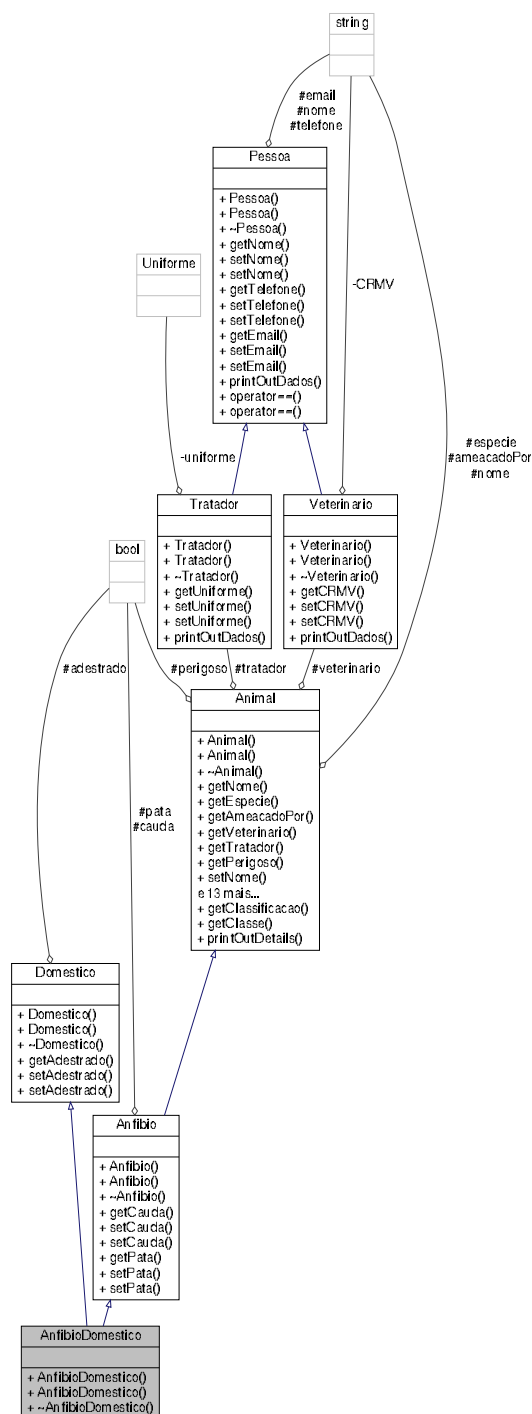 string
#email
#nome
#telefone
Pessoa
+ Pessoa()
+ Pessoa()
+ ~Pessoa()
+ getNome()
+ setNome()
+ setNome()
+ getTelefone()
+ setTelefone()
+ setTelefone()
+ getEmail()
+ setEmail()
+ setEmail()
+ printOutDados()
+ operator==()
+ operator==()
Uniforme
-CRMV
-uniforme
#especie
#ameacadoPor
#nome
Tratador
+ Tratador()
+ Tratador()
+ ~Tratador()
+ getUniforme()
+ setUniforme()
+ setUniforme()
+ printOutDados()
Veterinario
+ Veterinario()
+ Veterinario()
+ ~Veterinario()
+ getCRMV()
+ setCRMV()
+ setCRMV()
+ printOutDados()
bool
#adestrado
#perigoso
#tratador
#veterinario
Animal
+ Animal()
+ Animal()
+ ~Animal()
+ getNome()
+ getEspecie()
+ getAmeacadoPor()
+ getVeterinario()
+ getTratador()
+ getPerigoso()
+ setNome()
e 13 mais...
+ getClassificacao()
+ getClasse()
+ printOutDetails()
#pata
#cauda
Domestico
+ Domestico()
+ Domestico()
+ ~Domestico()
+ getAdestrado()
+ setAdestrado()
+ setAdestrado()
Anfibio
+ Anfibio()
+ Anfibio()
+ ~Anfibio()
+ getCauda()
+ setCauda()
+ setCauda()
+ getPata()
+ setPata()
+ setPata()
AnfibioDomestico
+ AnfibioDomestico()
+ AnfibioDomestico()
+ ~AnfibioDomestico()